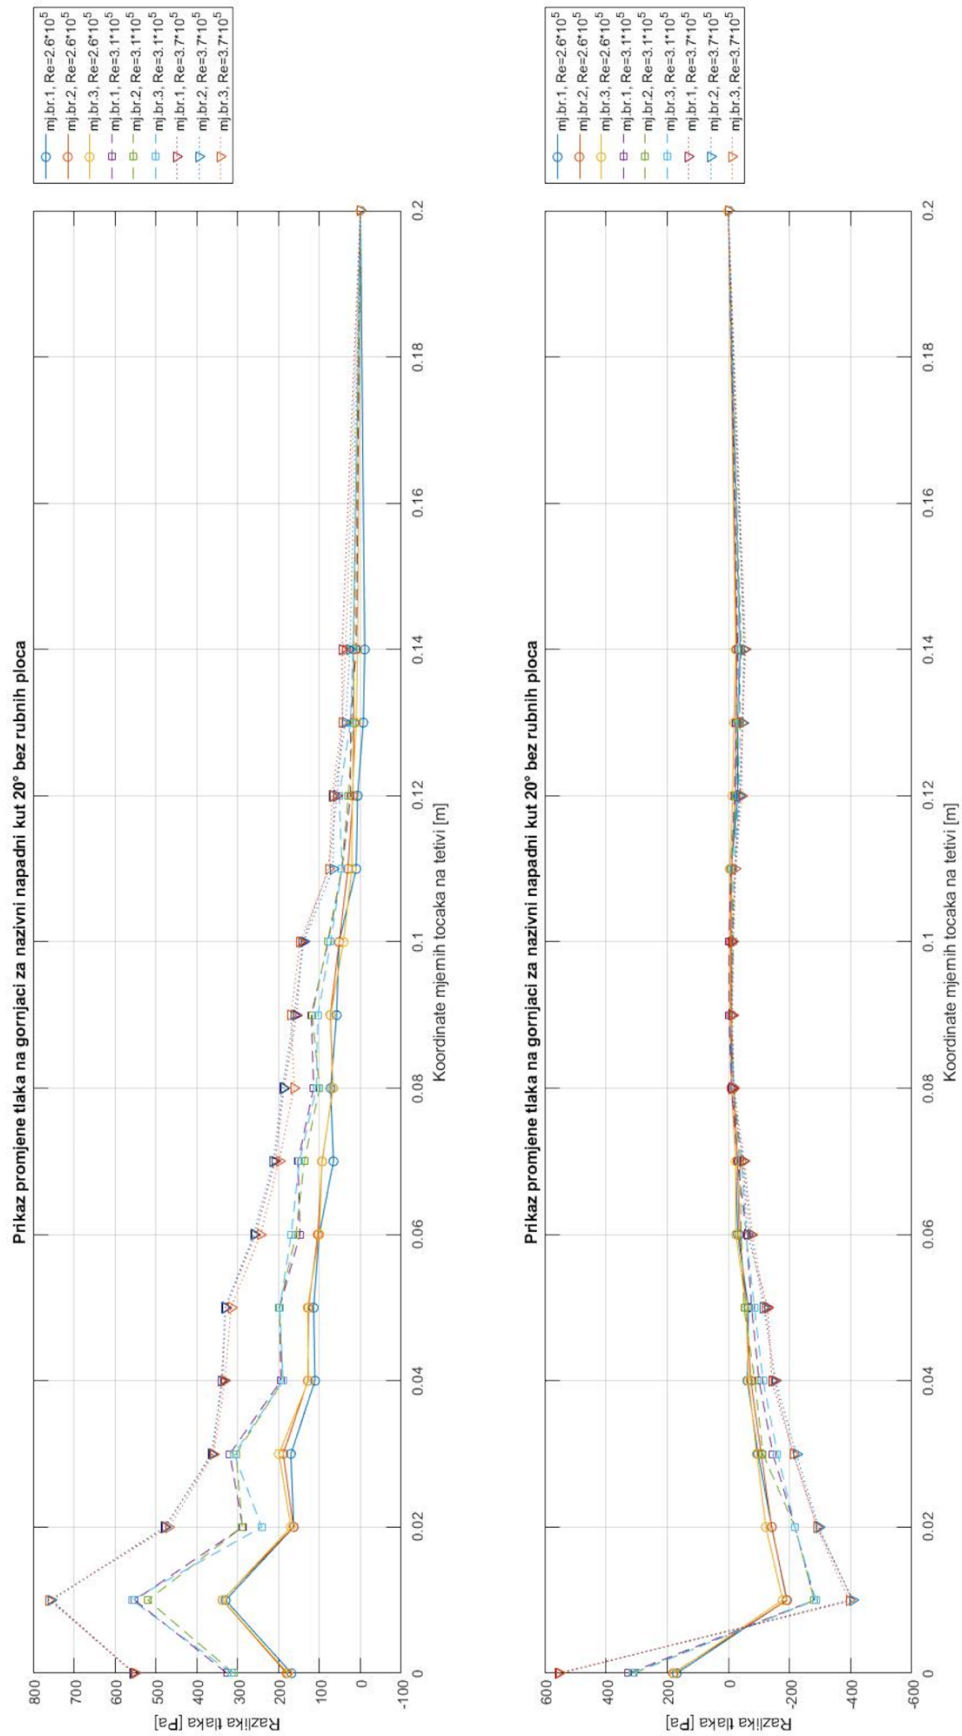 Prikaz promjene tlaka na gornjaci za nazivni napadni kut 20° bez rubnih ploca
800
700
600
500
400
300
200
100
0
-100
Razlika tlaka [Pa]
0
0.02
0.04
0.06
0.08
0.1
0.12
0.14
0.16
0.18
0.2
Koordinate mjernih tocaka na tetivi [m]
mj.br.1, Re=2.6*10^5
mj.br.2, Re=2.6*10^5
mj.br.3, Re=2.6*10^5
mj.br.1, Re=3.1*10^5
mj.br.2, Re=3.1*10^5
mj.br.3, Re=3.1*10^5
mj.br.1, Re=3.7*10^5
mj.br.2, Re=3.7*10^5
mj.br.3, Re=3.7*10^5
Prikaz promjene tlaka na gornjaci za nazivni napadni kut 20° bez rubnih ploca
600
400
200
0
-200
-400
-600
Razlika tlaka [Pa]
0
0.02
0.04
0.06
0.08
0.1
0.12
0.14
0.16
0.18
0.2
Koordinate mjernih tocaka na tetivi [m]
mj.br.1, Re=2.6*10^5
mj.br.2, Re=2.6*10^5
mj.br.3, Re=2.6*10^5
mj.br.1, Re=3.1*10^5
mj.br.2, Re=3.1*10^5
mj.br.3, Re=3.1*10^5
mj.br.1, Re=3.7*10^5
mj.br.2, Re=3.7*10^5
mj.br.3, Re=3.7*10^5